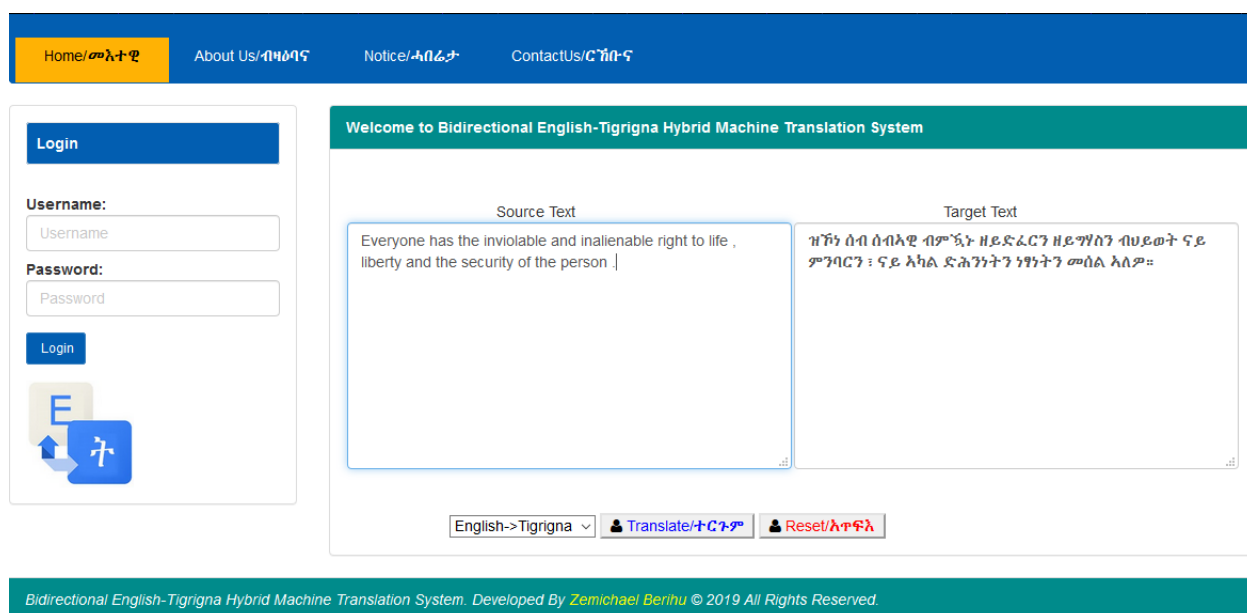 Home/መእተዊ About Us/ብዛዕባና Notice/ሓበሬታ ContactUs/ርኸቡና
Login
Username:
Username
Password:
Password
Login
E
ት
Welcome to Bidirectional English-Tigrigna Hybrid Machine Translation System
Source Text Target Text
Everyone has the inviolable and inalienable right to life ,
liberty and the security of the person .
ዝኾነ ሰብ ሰብኣዊ ብምዃኑ ዘይድፈርን ዘይግሃስን ብህይወት ናይ
ምንባርን ፣ ናይ ኣካል ድሕንነትን ነፃነትን መሰል ኣለዎ።
English->Tigrigna Translate/ተርጉም Reset/አጥፍእ
Bidirectional English-Tigrigna Hybrid Machine Translation System. Developed By Zemichael Berihu © 2019 All Rights Reserved.